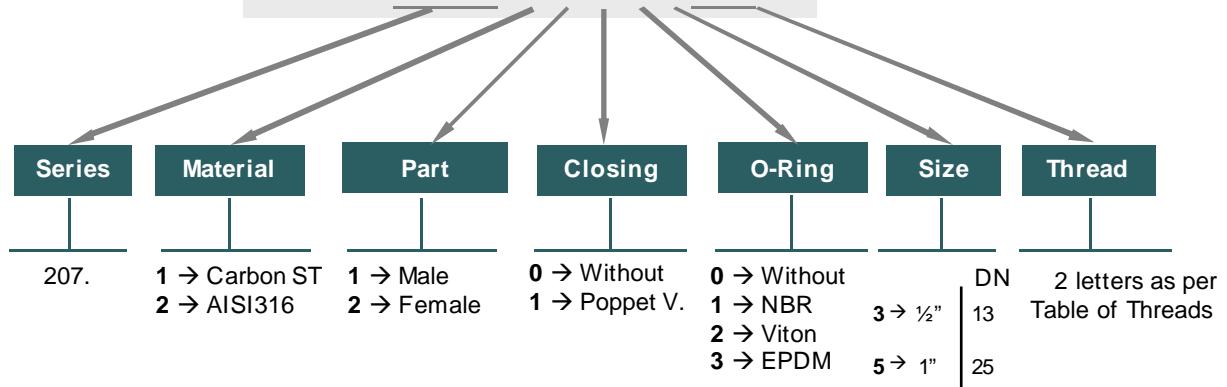 Series Material Part Closing O-Ring Size Thread
207.
1 → Carbon ST
2 → AISI316
1 → Male
2 → Female
0 → Without
1 → Poppet V.
0 → Without
1 → NBR
2 → Viton
3 → EPDM
DN
3 → ½” 13
5 → 1” 25
2 letters as per
Table of Threads